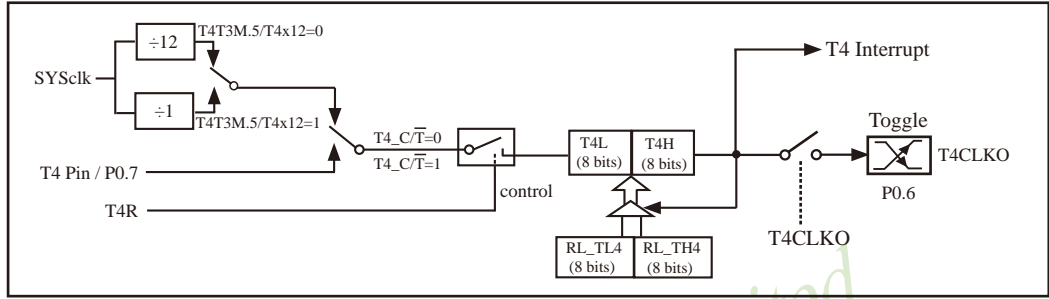 ÷12
T4T3M.5/T4x12=0
SYSclk
÷1
T4T3M.5/T4x12=1
T4_C/T̅=0
T4_C/T̅=1
T4 Pin / P0.7
T4R
control
T4L
(8 bits)
T4H
(8 bits)
RL_TL4
(8 bits)
RL_TH4
(8 bits)
T4 Interrupt
Toggle
T4CLKO
P0.6
T4CLKO